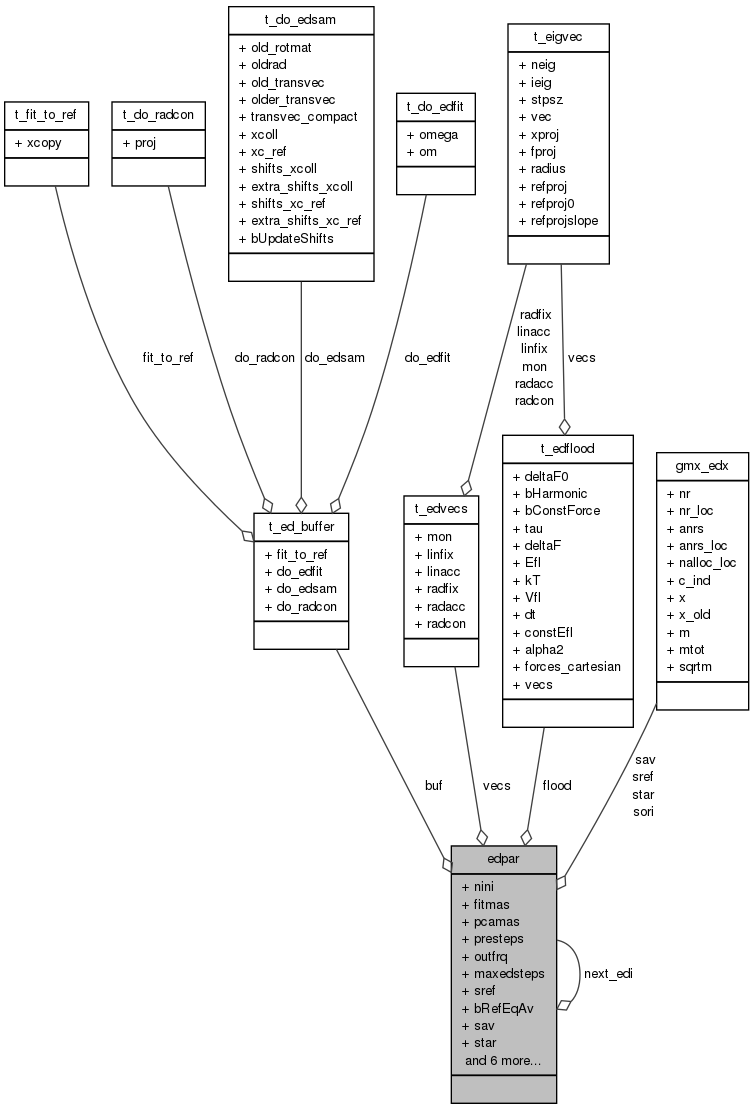 t_do_edsam
+ old_rotmat
+ oldrad
+ old_transvec
+ older_transvec
+ transvec_compact
+ xcoll
+ xc_ref
+ shifts_xcoll
+ extra_shifts_xcoll
+ shifts_xc_ref
+ extra_shifts_xc_ref
+ bUpdateShifts
t_eigvec
+ neig
+ ieig
+ stpsz
+ vec
+ xproj
+ fproj
+ radius
+ refproj
+ refproj0
+ refprojslope
t_fit_to_ref
+ xcopy
t_do_radcon
+ proj
t_do_edfit
+ omega
+ om
fit_to_ref
do_radcon
do_edsam
do_edfit
radfix
linacc
linfix
mon
radacc
radcon
vecs
t_ed_buffer
+ fit_to_ref
+ do_edfit
+ do_edsam
+ do_radcon
t_edvecs
+ mon
+ linfix
+ linacc
+ radfix
+ radacc
+ radcon
t_edflood
+ deltaF0
+ bHarmonic
+ bConstForce
+ tau
+ deltaF
+ Efl
+ kT
+ Vfl
+ dt
+ constEfl
+ alpha2
+ forces_cartesian
+ vecs
gmx_edx
+ nr
+ nr_loc
+ anrs
+ anrs_loc
+ nalloc_loc
+ c_ind
+ x
+ x_old
+ m
+ mtot
+ sqrtm
buf
vecs
flood
sav
sref
star
sori
edpar
+ nini
+ fitmas
+ pcamas
+ presteps
+ outfrq
+ maxedsteps
+ sref
+ bRefEqAv
+ sav
+ star
and 6 more...
next_edi